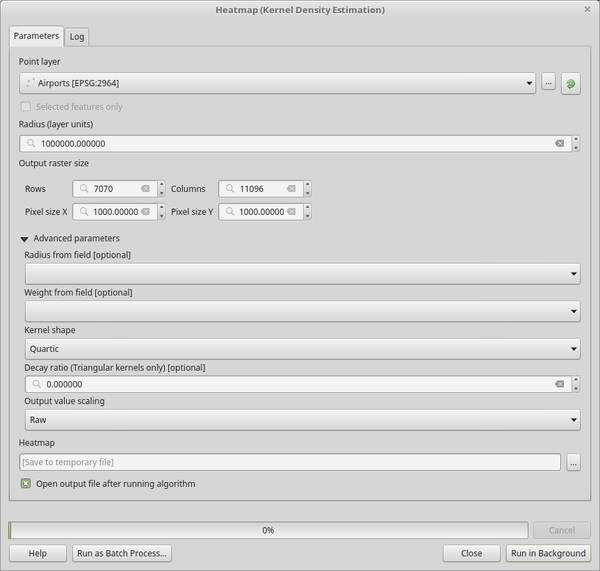 Heatmap (Kernel Density Estimation)
Parameters Log
Point layer
Airports [EPSG:2964]
...
Selected features only
Radius (layer units)
1000000.000000
Output raster size
Rows 7070 Columns 11096
Pixel size X 1000.00000 Pixel size Y 1000.00000
Advanced parameters
Radius from field [optional]
Weight from field [optional]
Kernel shape
Quartic
Decay ratio (Triangular kernels only) [optional]
0.000000
Output value scaling
Raw
Heatmap
[Save to temporary file] ...
Open output file after running algorithm
0% Cancel
Help Run as Batch Process... Close Run in Background